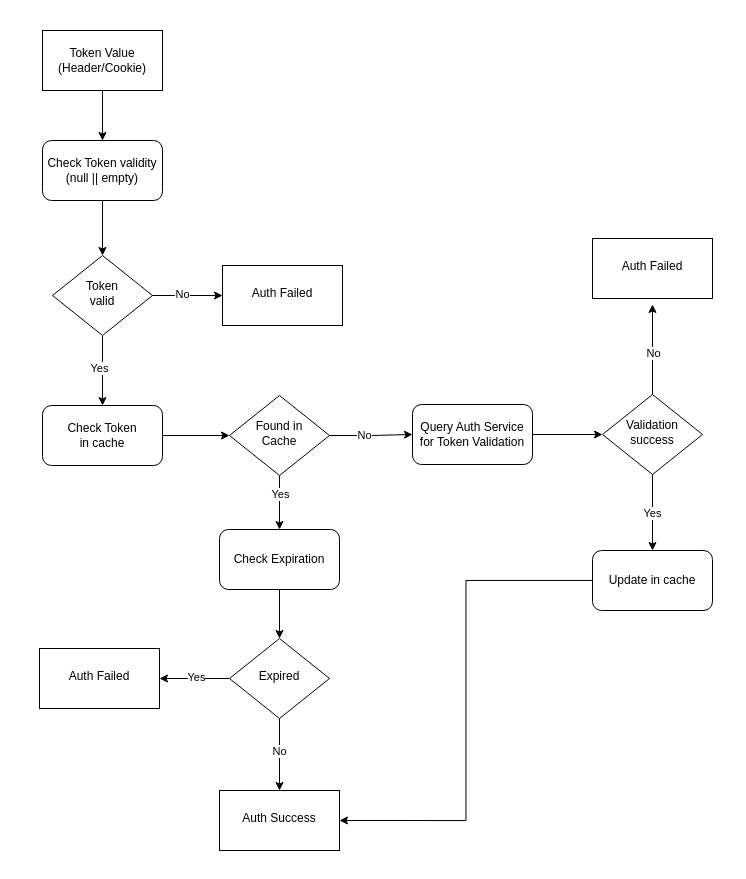 Token Value
(Header/Cookie)
Check Token validity
(null || empty)
Token
valid
No
Auth Failed
Auth Failed
No
Yes
Check Token
in cache
Found in
Cache
No
Query Auth Service
for Token Validation
Validation
success
Yes
Yes
Check Expiration
Update in cache
Auth Failed
Yes
Expired
No
Auth Success